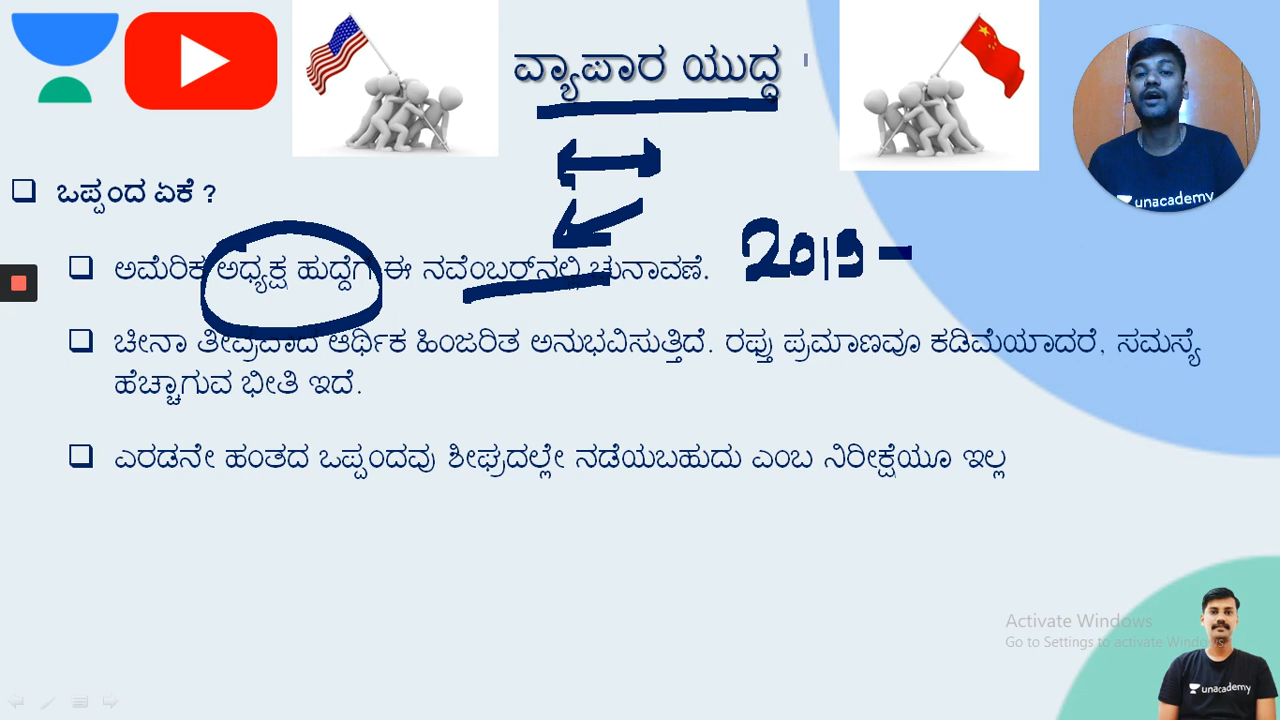 ವ್ಯಾಪಾರ ಯುದ್ಧ
unacademy
ಒಪ್ಪಂದ ಏಕೆ ?
ಅಮೆರಿಕ ಅಧ್ಯಕ್ಷ ಹುದ್ದೆಗೆ ಈ ನವೆಂಬರ್‌ನಲ್ಲಿ ಚುನಾವಣೆ. 2019 -
ಚೀನಾ ತೀವ್ರವಾದ ಆರ್ಥಿಕ ಹಿಂಜರಿತ ಅನುಭವಿಸುತ್ತಿದೆ. ರಫ್ತು ಪ್ರಮಾಣವೂ ಕಡಿಮೆಯಾದರೆ, ಸಮಸ್ಯೆ
ಹೆಚ್ಚಾಗುವ ಭೀತಿ ಇದೆ.
ಎರಡನೇ ಹಂತದ ಒಪ್ಪಂದವು ಶೀಘ್ರದಲ್ಲೇ ನಡೆಯಬಹುದು ಎಂಬ ನಿರೀಕ್ಷೆಯೂ ಇಲ್ಲ
Activate Windows
Go to Settings to activate Windows.
unacademy